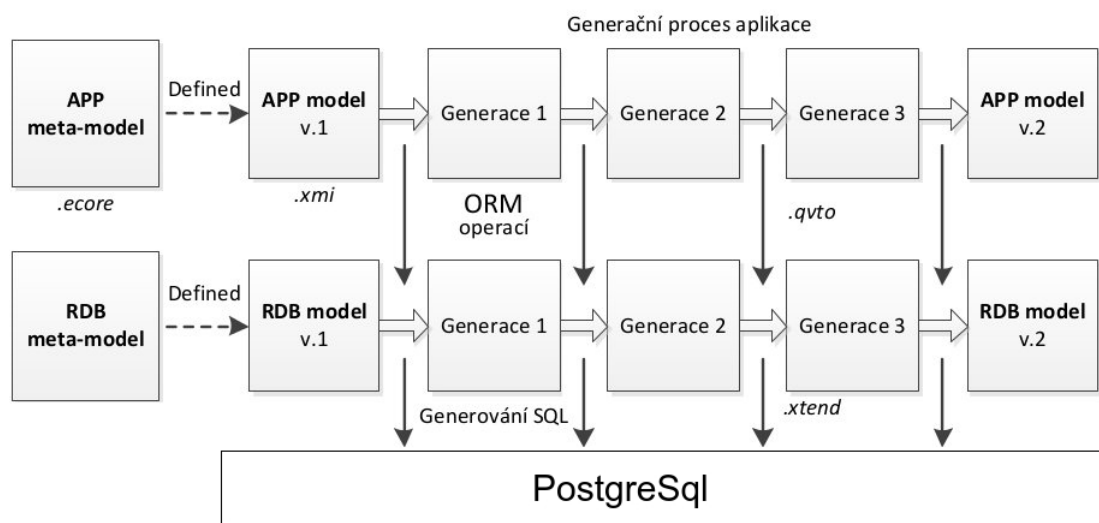 Generační proces aplikace
APP
meta-model
Defined
APP model
v.1
Generace 1
Generace 2
Generace 3
APP model
v.2
.ecore
.xmi
ORM
operací
.qvto
RDB
meta-model
Defined
RDB model
v.1
Generace 1
Generace 2
Generace 3
RDB model
v.2
Generování SQL
.xtend
PostgreSql